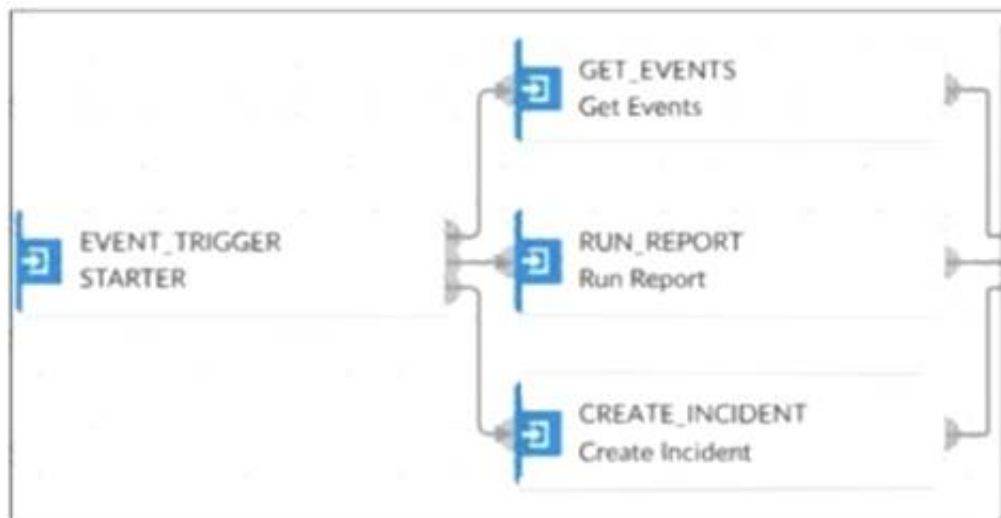 GET_EVENTS
Get Events
EVENT_TRIGGER
STARTER
RUN_REPORT
Run Report
CREATE_INCIDENT
Create Incident